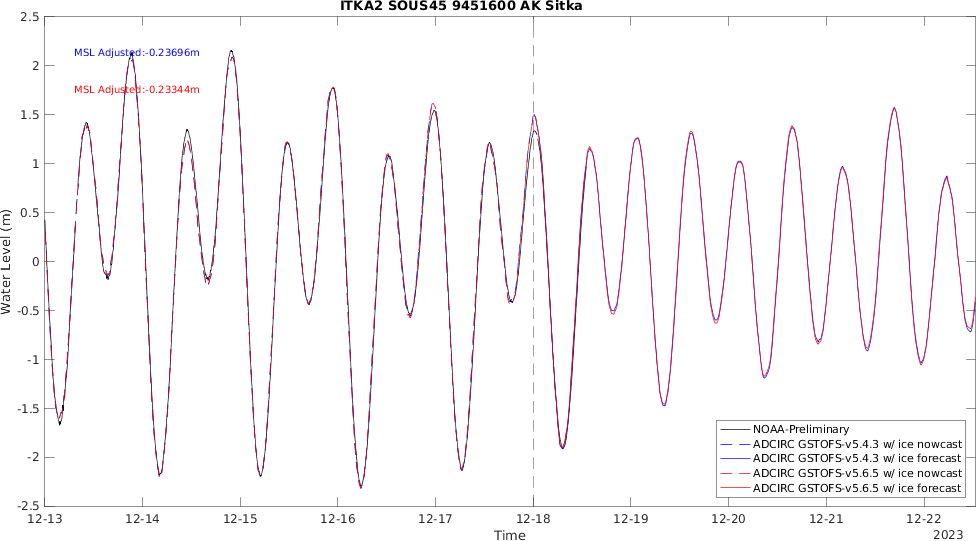 ITKA2 SOUS45 9451600 AK Sitka
MSL Adjusted:-0.23696m
MSL Adjusted:-0.23344m
Water Level (m)
2.5
2
1.5
1
0.5
0
-0.5
-1
-1.5
-2
-2.5
NOAA-Preliminary
ADCIRC GSTOFS-v5.4.3 w/ ice nowcast
ADCIRC GSTOFS-v5.4.3 w/ ice forecast
ADCIRC GSTOFS-v5.6.5 w/ ice nowcast
ADCIRC GSTOFS-v5.6.5 w/ ice forecast
12-13 12-14 12-15 12-16 12-17 12-18 12-19 12-20 12-21 12-22
Time
2023